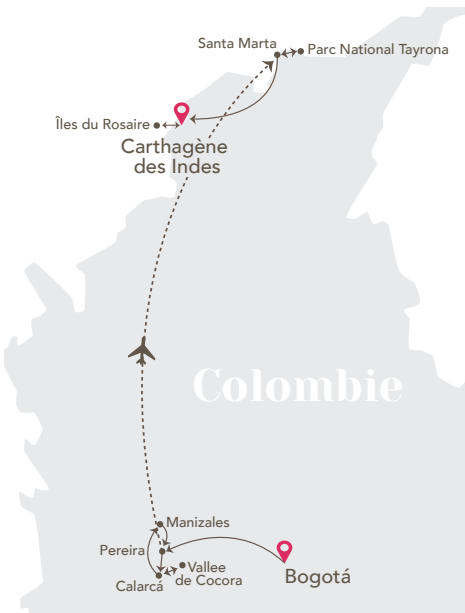 Santa Marta
Parc National Tayrona
Îles du Rosaire
Carthagène
des Indes
Colombie
Manizales
Pereira
Vallee
de Cocora
Calarcá
Bogotá